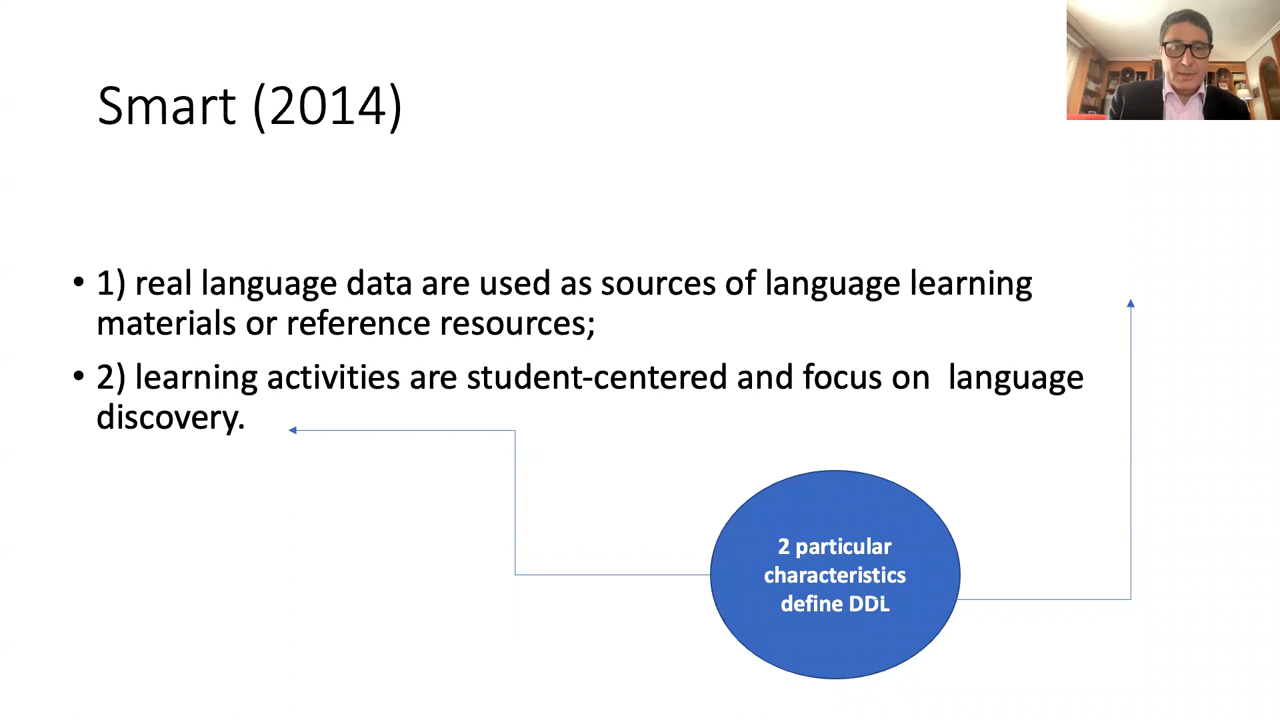 Smart (2014)
• 1) real language data are used as sources of language learning
materials or reference resources;
• 2) learning activities are student-centered and focus on  language
discovery.
2 particular
characteristics
define DDL